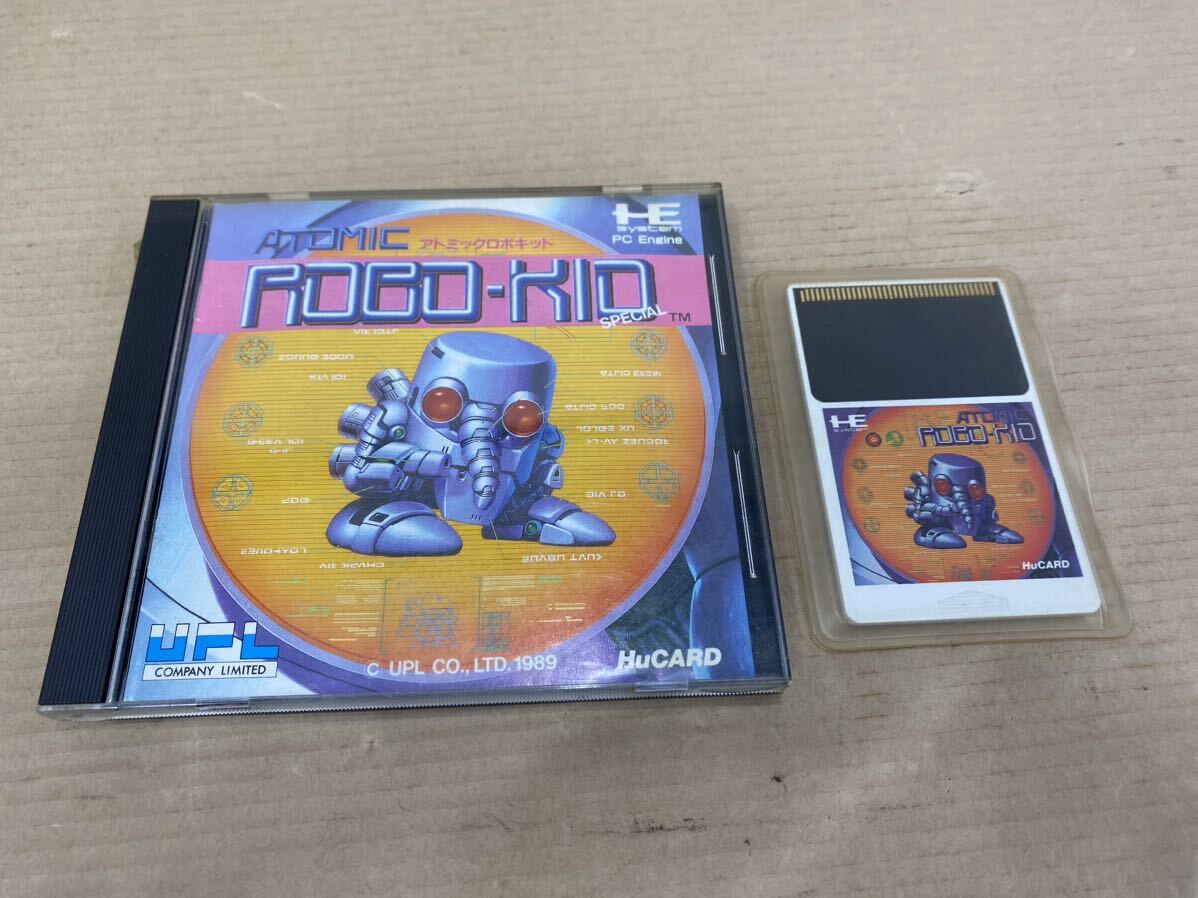 HE
system
PC Engine
ATOMIC アトミックロボキッド
ROBO-KID
SPECIAL TM
UPL
COMPANY LIMITED
© UPL CO., LTD. 1989
HuCARD
HE
SYSTEM
ATOMIC
ROBO-KID
HuCARD